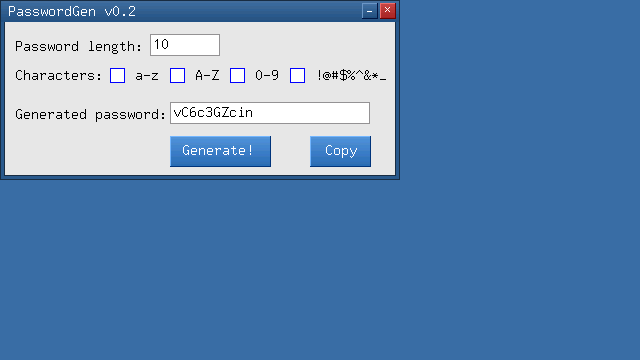 PasswordGen v0.2
Password length: 10
Characters: a-z A-Z 0-9 !@#$%^&*_
Generated password: vC6c3GZcin
Generate! Copy